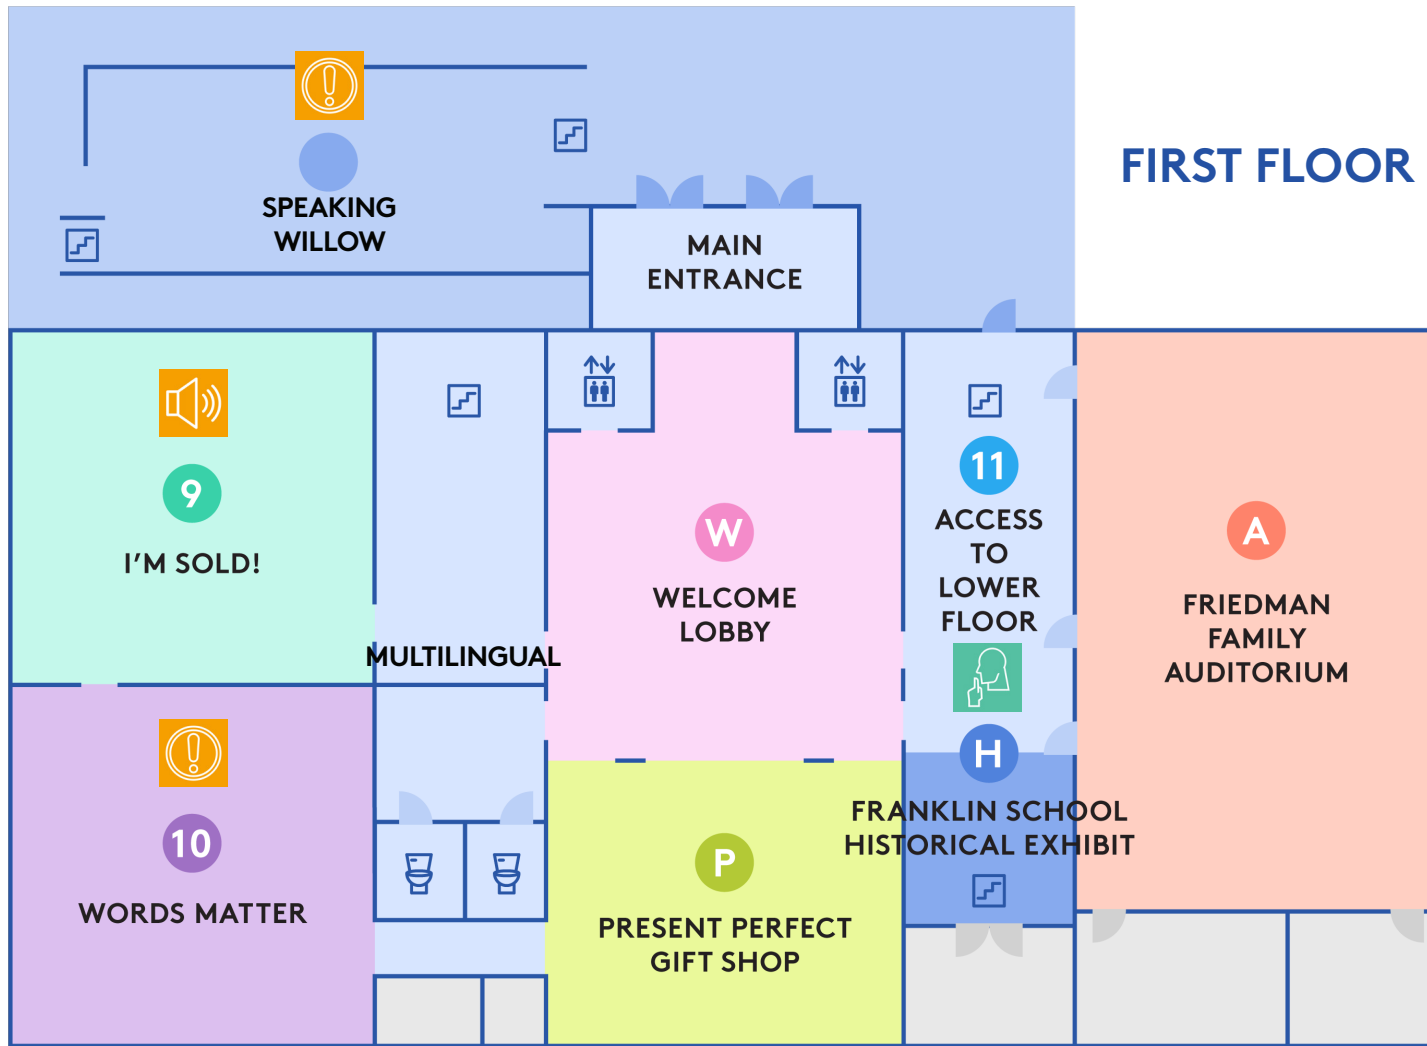 FIRST FLOOR
SPEAKING
WILLOW
MAIN
ENTRANCE
9
I'M SOLD!
MULTILINGUAL
W
WELCOME
LOBBY
11
ACCESS
TO
LOWER
FLOOR
A
FRIEDMAN
FAMILY
AUDITORIUM
10
WORDS MATTER
P
PRESENT PERFECT
GIFT SHOP
H
FRANKLIN SCHOOL
HISTORICAL EXHIBIT